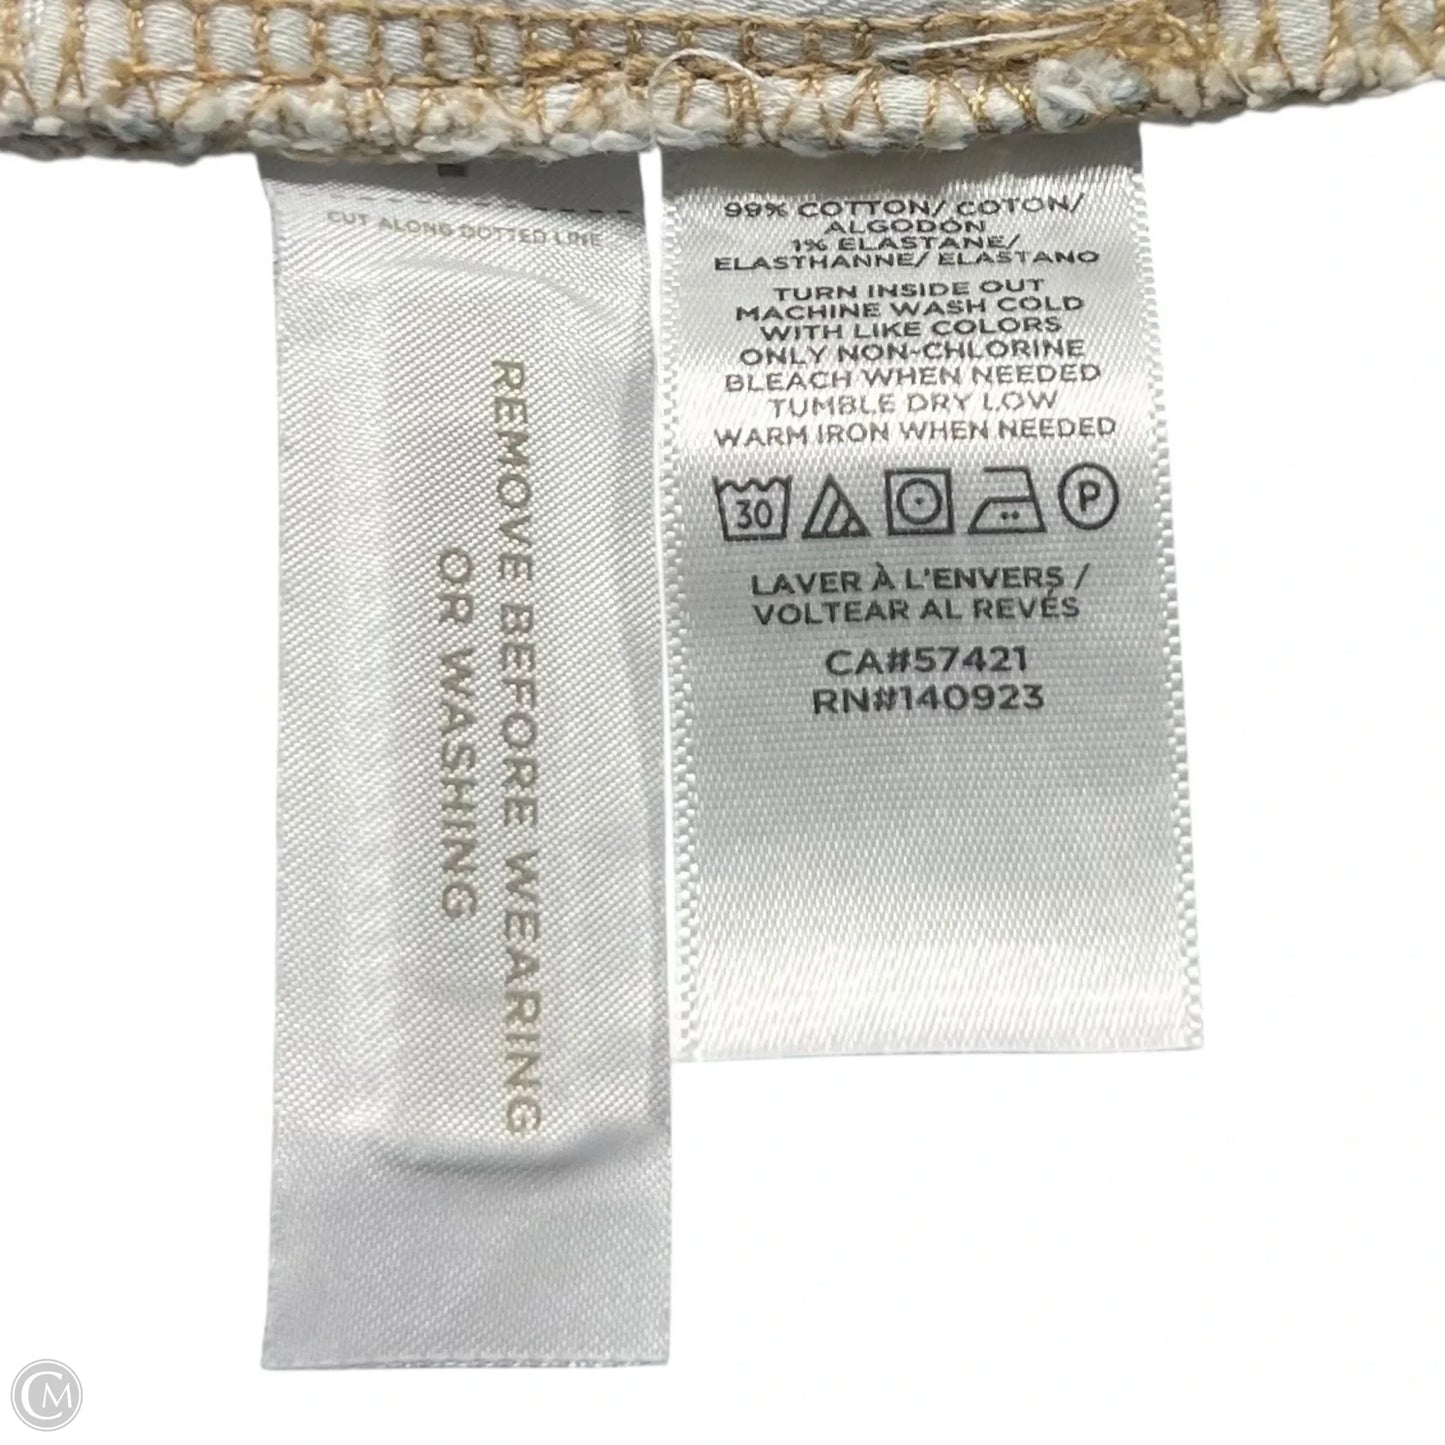 CUT ALONG DOTTED LINE
REMOVE BEFORE WEARING
OR WASHING
99% COTTON/ COTON/
ALGODÓN
1% ELASTANE/
ELASTHANNE/ ELASTANO
TURN INSIDE OUT
MACHINE WASH COLD
WITH LIKE COLORS
ONLY NON-CHLORINE
BLEACH WHEN NEEDED
TUMBLE DRY LOW
WARM IRON WHEN NEEDED
30 P
LAVER À L'ENVERS /
VOLTEAR AL REVÉS
CA#57421
RN#140923
CM